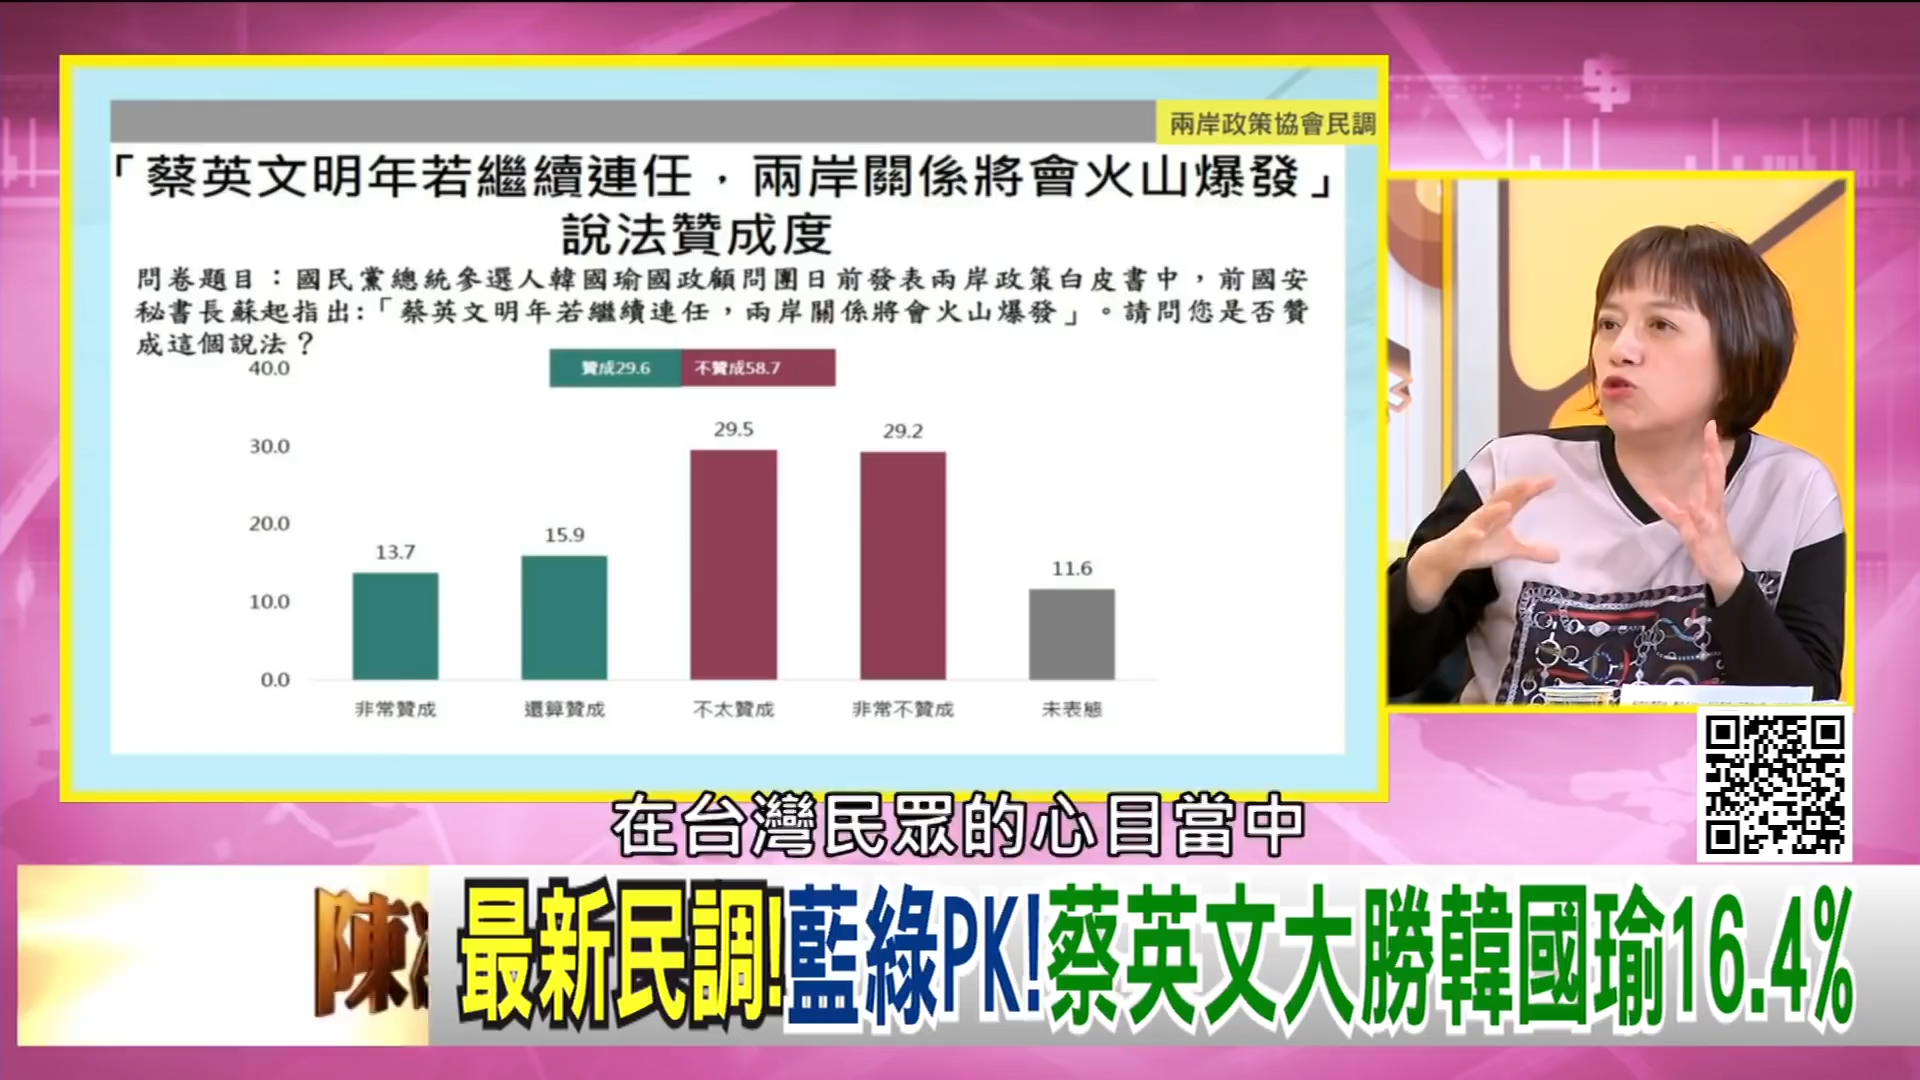 兩岸政策協會民調
「蔡英文明年若繼續連任，兩岸關係將會火山爆發」
說法贊成度
問卷題目：國民黨總統參選人韓國瑜國政顧問團日前發表兩岸政策白皮書中，前國安
秘書長蘇起指出:「蔡英文明年若繼續連任，兩岸關係將會火山爆發」。請問您是否贊
成這個說法？
40.0
贊成29.6 不贊成58.7
30.0
20.0
10.0
0.0
13.7
15.9
29.5
29.2
11.6
非常贊成 還算贊成 不太贊成 非常不贊成 未表態
在台灣民眾的心目當中
陳
最新民調!藍綠PK!蔡英文大勝韓國瑜16.4%